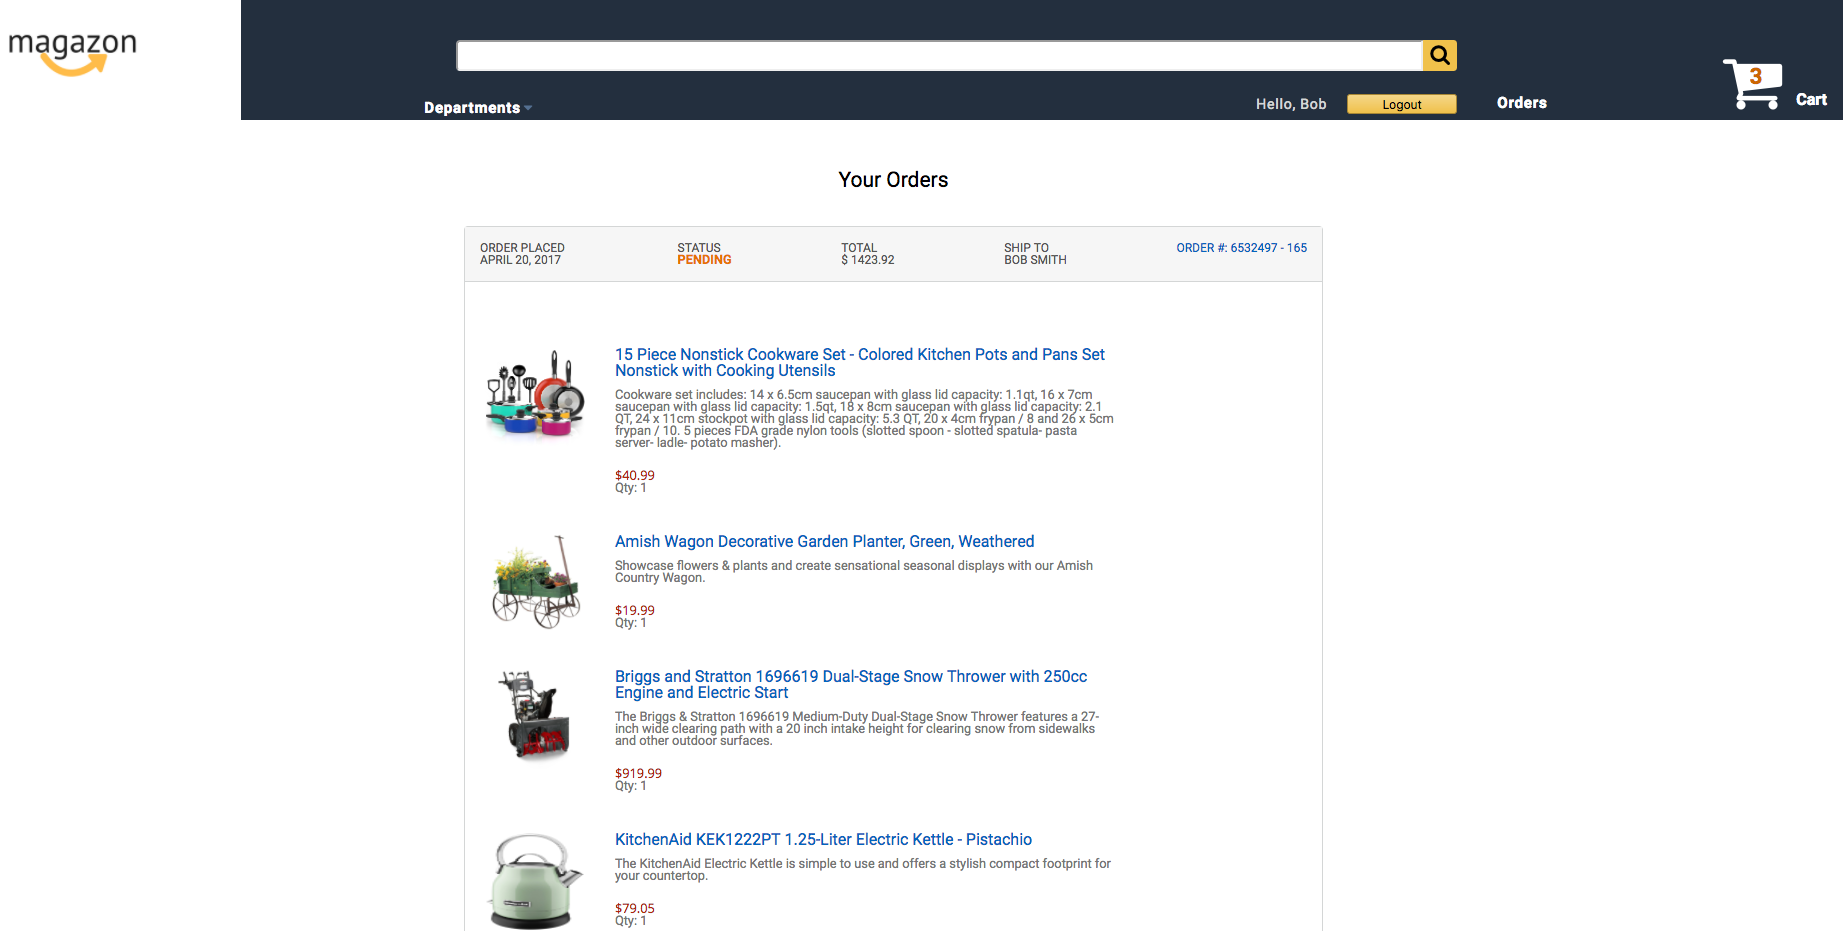 magazon
3
Departments
Hello, Bob
Logout
Orders
Cart
Your Orders
ORDER PLACED
APRIL 20, 2017
STATUS
PENDING
TOTAL
$ 1423.92
SHIP TO
BOB SMITH
ORDER #: 6532497 - 165
15 Piece Nonstick Cookware Set - Colored Kitchen Pots and Pans Set
Nonstick with Cooking Utensils
Cookware set includes: 14 x 6.5cm saucepan with glass lid capacity: 1.1qt, 16 x 7cm
saucepan with glass lid capacity: 1.5qt, 18 x 8cm saucepan with glass lid capacity: 2.1
QT, 24 x 11cm stockpot with glass lid capacity: 5.3 QT, 20 x 4cm frypan / 8 and 26 x 5cm
frypan / 10. 5 pieces FDA grade nylon tools (slotted spoon - slotted spatula- pasta
server- ladle- potato masher).
$40.99
Qty: 1
Amish Wagon Decorative Garden Planter, Green, Weathered
Showcase flowers & plants and create sensational seasonal displays with our Amish
Country Wagon.
$19.99
Qty: 1
Briggs and Stratton 1696619 Dual-Stage Snow Thrower with 250cc
Engine and Electric Start
The Briggs & Stratton 1696619 Medium-Duty Dual-Stage Snow Thrower features a 27-
inch wide clearing path with a 20 inch intake height for clearing snow from sidewalks
and other outdoor surfaces.
$919.99
Qty: 1
KitchenAid KEK1222PT 1.25-Liter Electric Kettle - Pistachio
The KitchenAid Electric Kettle is simple to use and offers a stylish compact footprint for
your countertop.
$79.05
Qty: 1